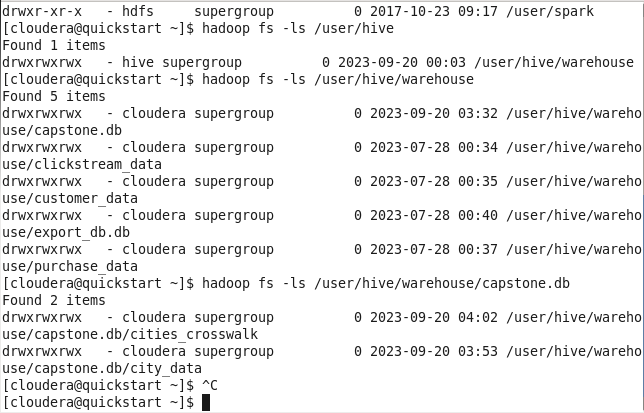 drwxr-xr-x   - hdfs     supergroup          0 2017-10-23 09:17 /user/spark
[cloudera@quickstart ~]$ hadoop fs -ls /user/hive
Found 1 items
drwxrwxrwx   - hive supergroup          0 2023-09-20 00:03 /user/hive/warehouse
[cloudera@quickstart ~]$ hadoop fs -ls /user/hive/warehouse
Found 5 items
drwxrwxrwx   - cloudera supergroup          0 2023-09-20 03:32 /user/hive/wareho
use/capstone.db
drwxrwxrwx   - cloudera supergroup          0 2023-07-28 00:34 /user/hive/wareho
use/clickstream_data
drwxrwxrwx   - cloudera supergroup          0 2023-07-28 00:35 /user/hive/wareho
use/customer_data
drwxrwxrwx   - cloudera supergroup          0 2023-07-28 00:40 /user/hive/wareho
use/export_db.db
drwxrwxrwx   - cloudera supergroup          0 2023-07-28 00:37 /user/hive/wareho
use/purchase_data
[cloudera@quickstart ~]$ hadoop fs -ls /user/hive/warehouse/capstone.db
Found 2 items
drwxrwxrwx   - cloudera supergroup          0 2023-09-20 04:02 /user/hive/wareho
use/capstone.db/cities_crosswalk
drwxrwxrwx   - cloudera supergroup          0 2023-09-20 03:53 /user/hive/wareho
use/capstone.db/city_data
[cloudera@quickstart ~]$ ^C
[cloudera@quickstart ~]$